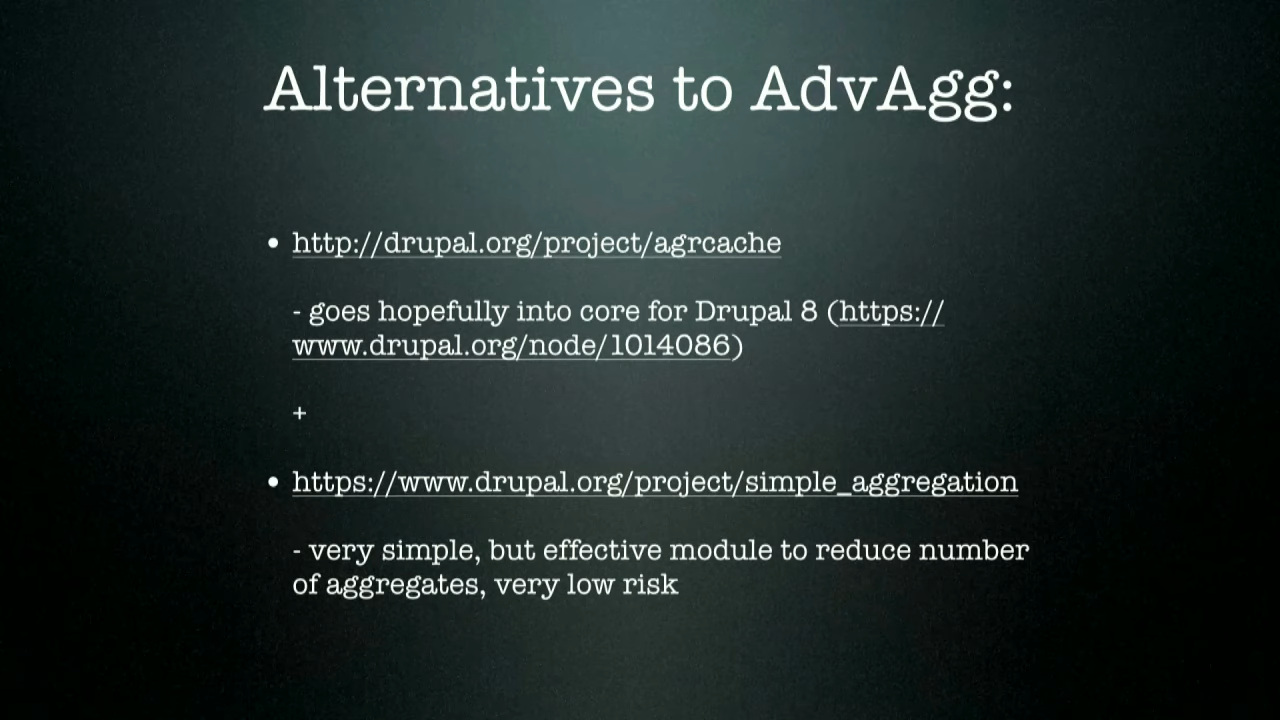 Alternatives to AdvAgg:
• http://drupal.org/project/agrcache
- goes hopefully into core for Drupal 8 (https://
www.drupal.org/node/1014086)
+
• https://www.drupal.org/project/simple_aggregation
- very simple, but effective module to reduce number
of aggregates, very low risk